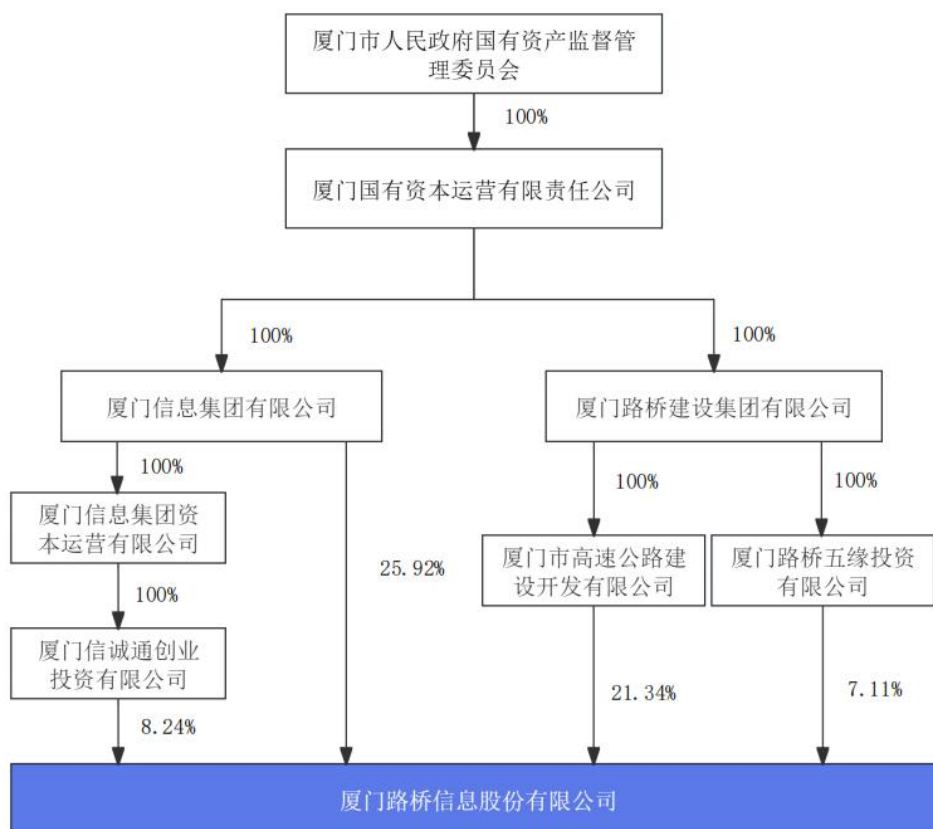 厦门市人民政府国有资产监督管
理委员会
100%
厦门国有资本运营有限责任公司
100%
100%
厦门信息集团有限公司
厦门路桥建设集团有限公司
100%
100%
100%
厦门信息集团资
本运营有限公司
厦门市高速公路建
设开发有限公司
厦门路桥五缘投资
有限公司
25.92%
100%
厦门信诚通创业
投资有限公司
21.34%
7.11%
8.24%
厦门路桥信息股份有限公司